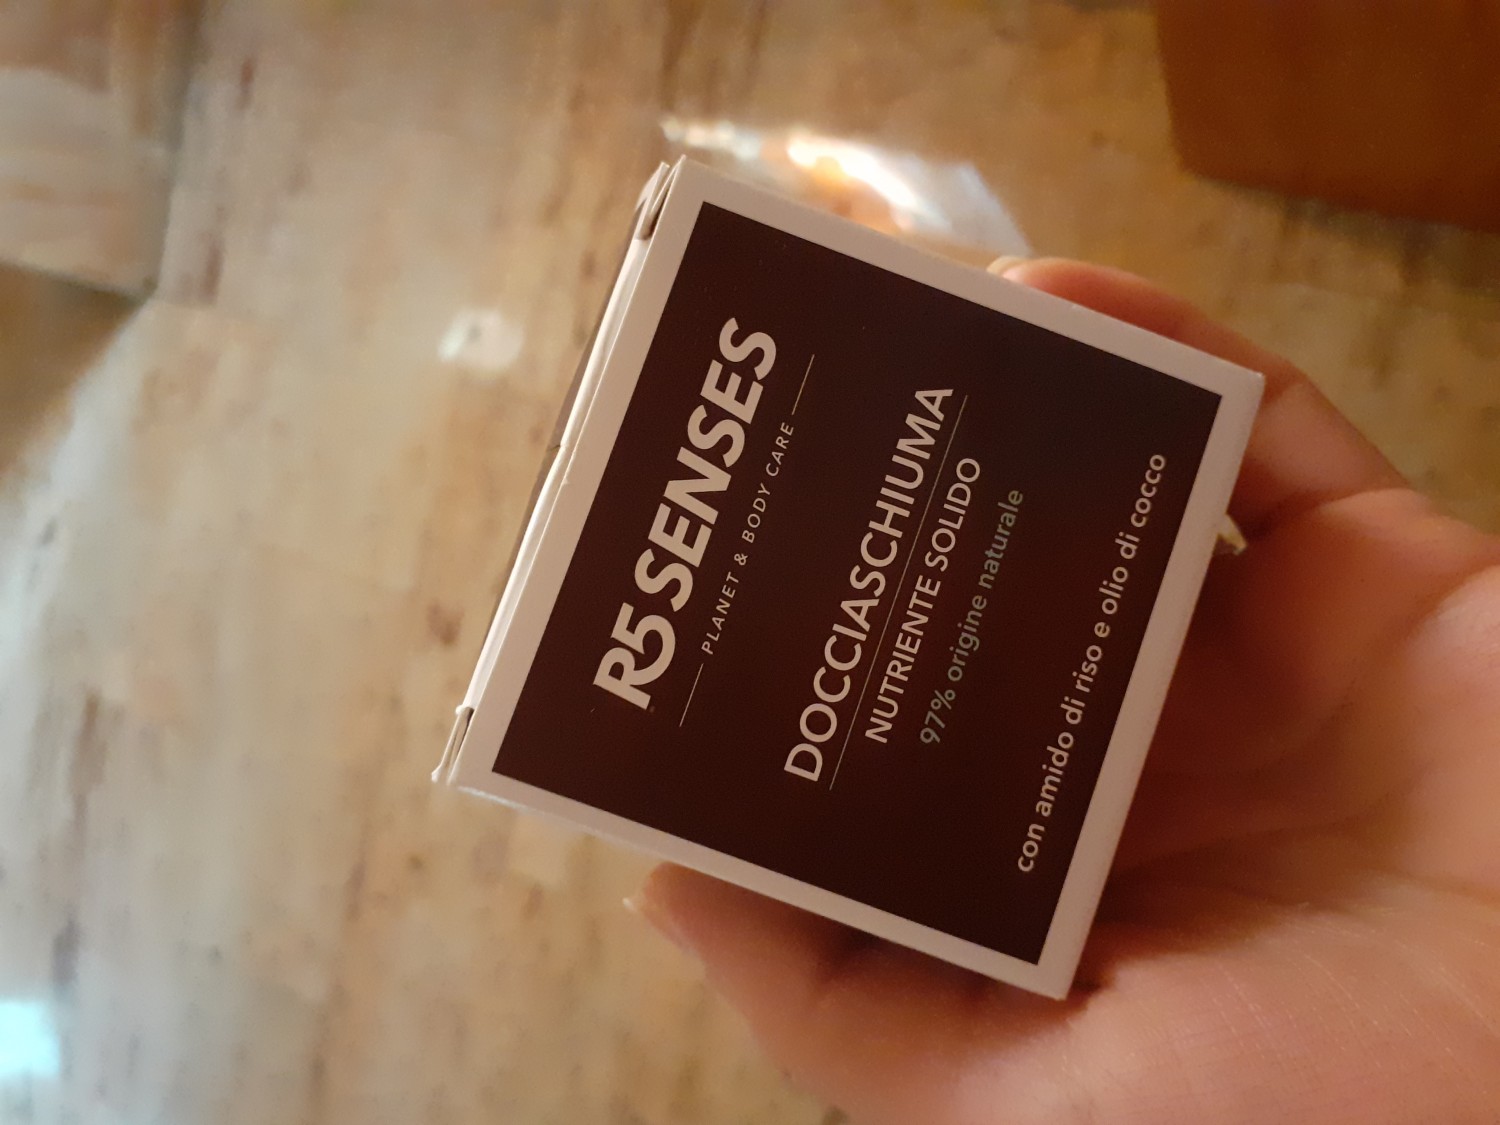 R5 SENSES
PLANET & BODY CARE
DOCCIASCHIUMA
NUTRIENTE SOLIDO
97% origine naturale
con amido di riso e olio di cocco